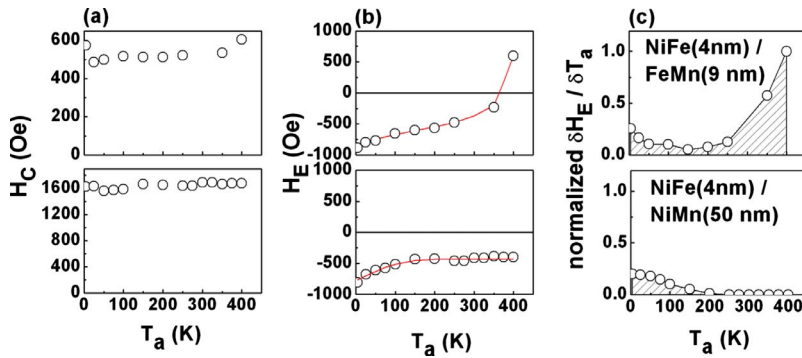 (a)
(b)
(c)
600
400
200
0
H_C (Oe)
1600
1200
800
400
0
0 100 200 300 400
T_a (K)
1000
500
0
-500
-1000
H_E (Oe)
1000
500
0
-500
-1000
0 100 200 300 400
T_a (K)
NiFe(4nm) /
FeMn(9 nm)
1.0
0.5
0.0
normalized δH_E / δT_a
NiFe(4nm) /
NiMn(50 nm)
1.0
0.5
0.0
0 100 200 300 400
T_a (K)